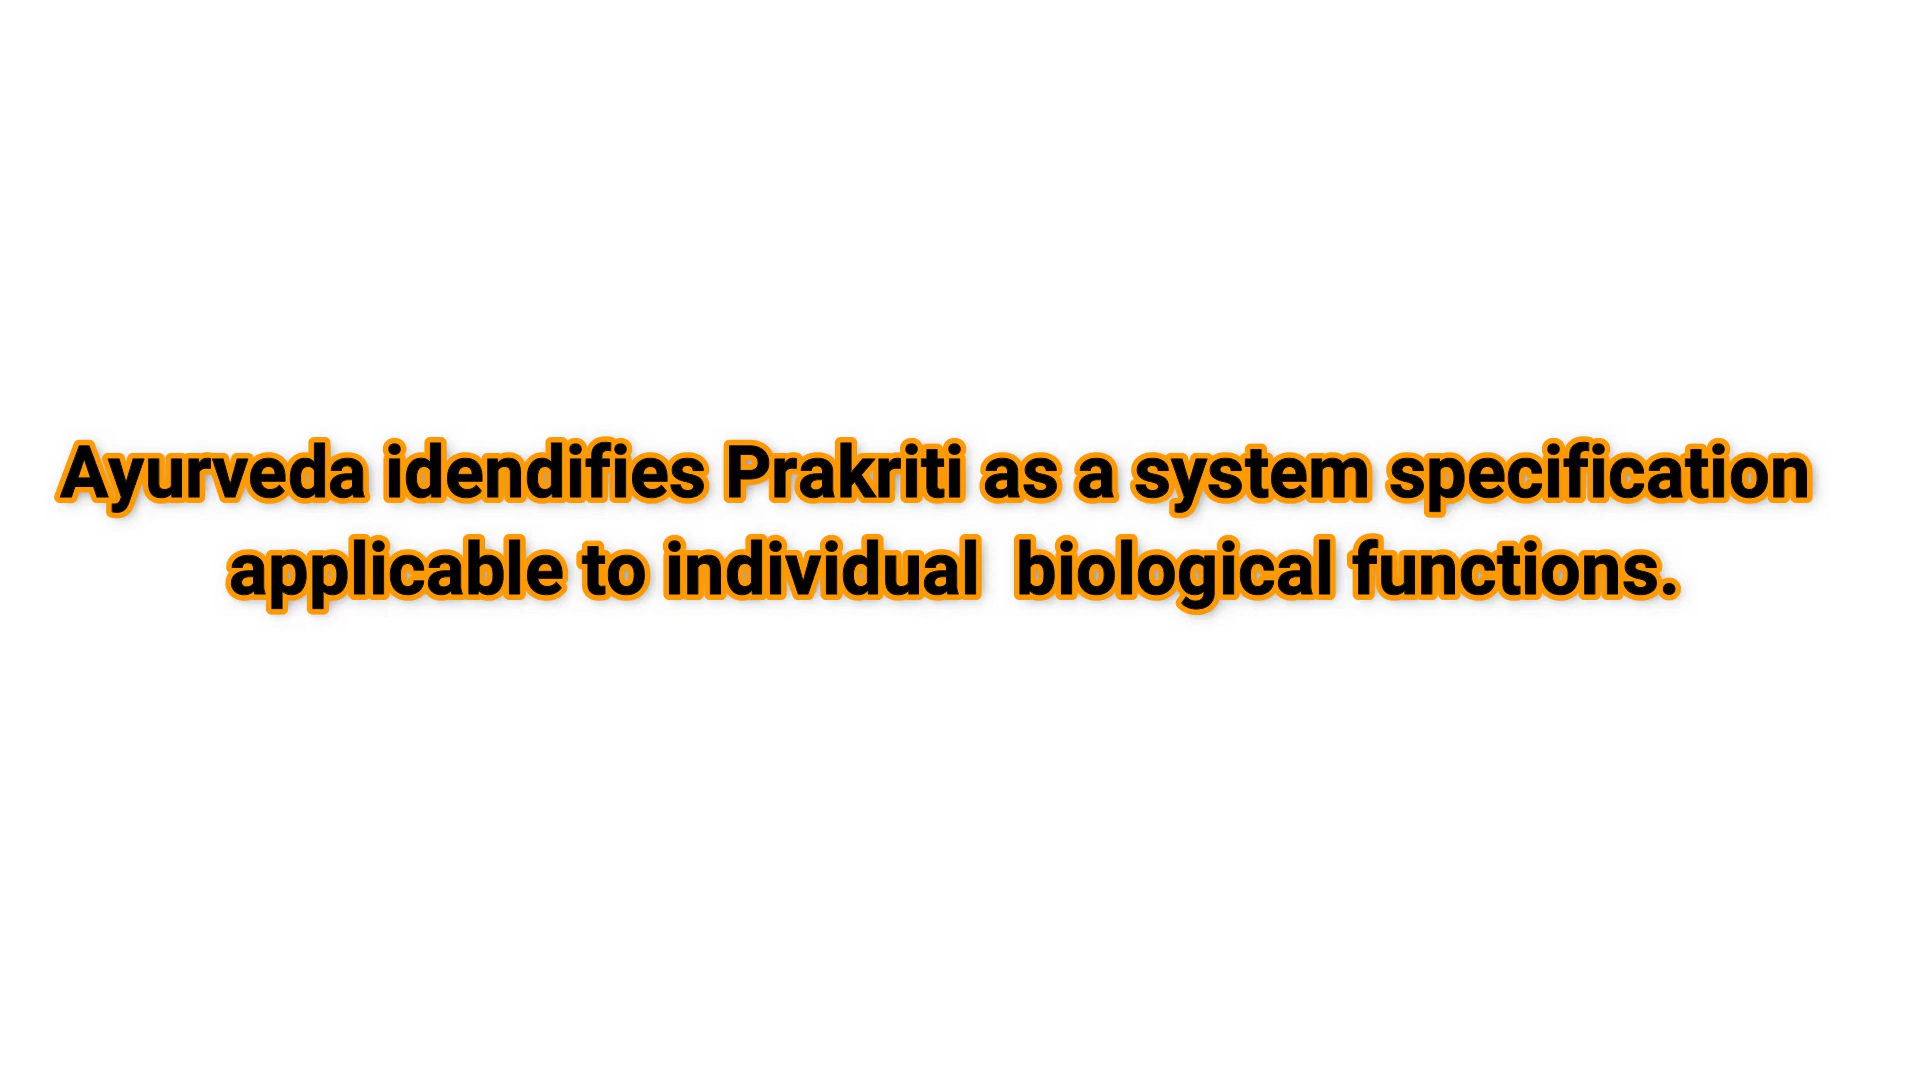 Ayurveda idendifies Prakriti as a system specification
applicable to individual  biological functions.